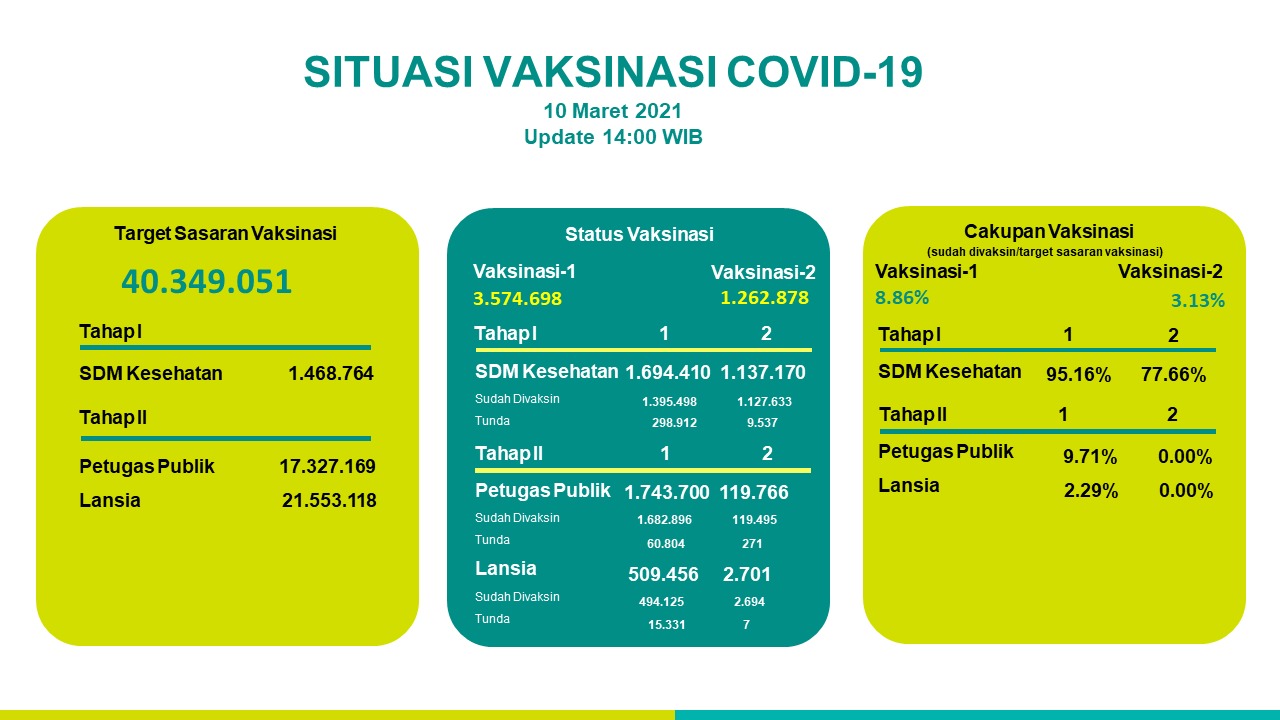 SITUASI VAKSINASI COVID-19
10 Maret 2021
Update 14:00 WIB
Target Sasaran Vaksinasi
40.349.051
Tahap I
SDM Kesehatan 1.468.764
Tahap II
Petugas Publik 17.327.169
Lansia 21.553.118
Status Vaksinasi
Vaksinasi-1 Vaksinasi-2
3.574.698 1.262.878
Tahap I 1 2
SDM Kesehatan 1.694.410 1.137.170
Sudah Divaksin 1.395.498 1.127.633
Tunda 298.912 9.537
Tahap II 1 2
Petugas Publik 1.743.700 119.766
Sudah Divaksin 1.682.896 119.495
Tunda 60.804 271
Lansia 509.456 2.701
Sudah Divaksin 494.125 2.694
Tunda 15.331 7
Cakupan Vaksinasi
(sudah divaksin/target sasaran vaksinasi)
Vaksinasi-1 Vaksinasi-2
8.86% 3.13%
Tahap I 1 2
SDM Kesehatan 95.16% 77.66%
Tahap II 1 2
Petugas Publik 9.71% 0.00%
Lansia 2.29% 0.00%